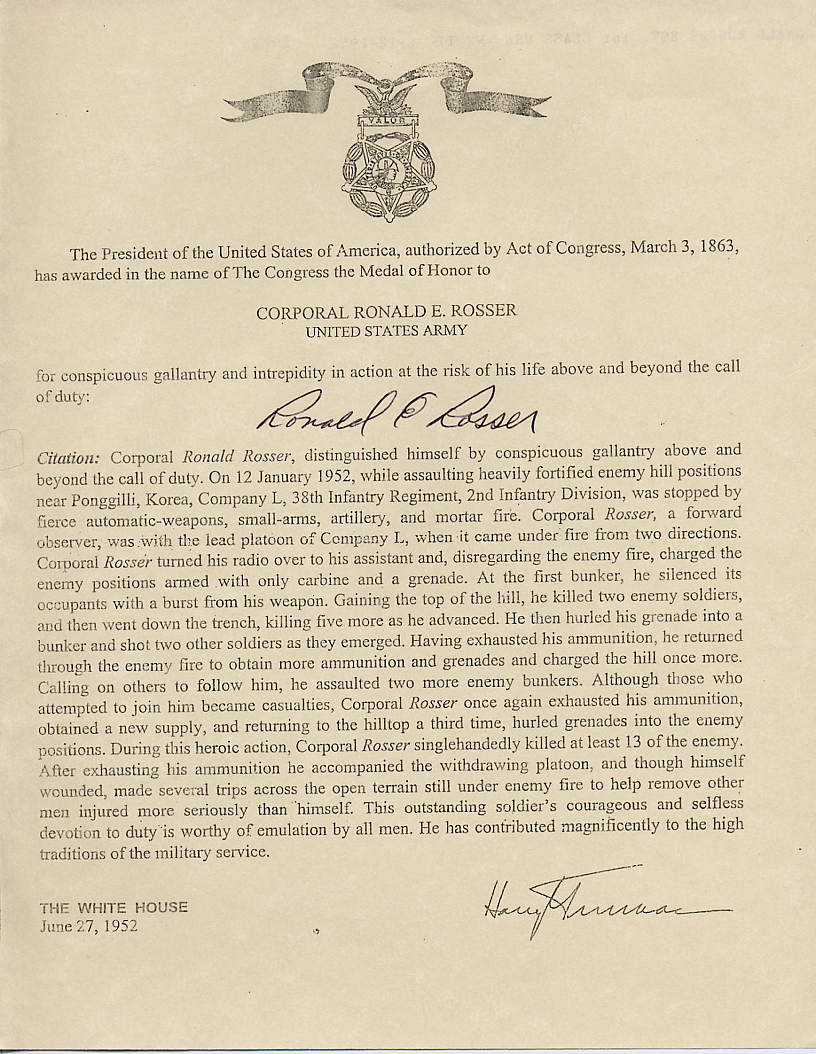 VALOR
The President of the United States of America, authorized by Act of Congress, March 3, 1863,
has awarded in the name of The Congress the Medal of Honor to
CORPORAL RONALD E. ROSSER
UNITED STATES ARMY
for conspicuous gallantry and intrepidity in action at the risk of his life above and beyond the call
of duty:
Ronald E Rosser
Citation: Corporal Ronald Rosser, distinguished himself by conspicuous gallantry above and
beyond the call of duty. On 12 January 1952, while assaulting heavily fortified enemy hill positions
near Ponggilli, Korea, Company L, 38th Infantry Regiment, 2nd Infantry Division, was stopped by
fierce automatic-weapons, small-arms, artillery, and mortar fire. Corporal Rosser, a forward
observer, was with the lead platoon of Company L, when it came under fire from two directions.
Corporal Rosser turned his radio over to his assistant and, disregarding the enemy fire, charged the
enemy positions armed with only carbine and a grenade. At the first bunker, he silenced its
occupants with a burst from his weapon. Gaining the top of the hill, he killed two enemy soldiers,
and then went down the trench, killing five more as he advanced. He then hurled his grenade into a
bunker and shot two other soldiers as they emerged. Having exhausted his ammunition, he returned
through the enemy fire to obtain more ammunition and grenades and charged the hill once more.
Calling on others to follow him, he assaulted two more enemy bunkers. Although those who
attempted to join him became casualties, Corporal Rosser once again exhausted his ammunition,
obtained a new supply, and returning to the hilltop a third time, hurled grenades into the enemy
positions. During this heroic action, Corporal Rosser singlehandedly killed at least 13 of the enemy.
After exhausting his ammunition he accompanied the withdrawing platoon, and though himself
wounded, made several trips across the open terrain still under enemy fire to help remove other
men injured more seriously than himself. This outstanding soldier's courageous and selfless
devotion to duty is worthy of emulation by all men. He has contributed magnificently to the high
traditions of the military service.
THE WHITE HOUSE
June 27, 1952
Harry Truman